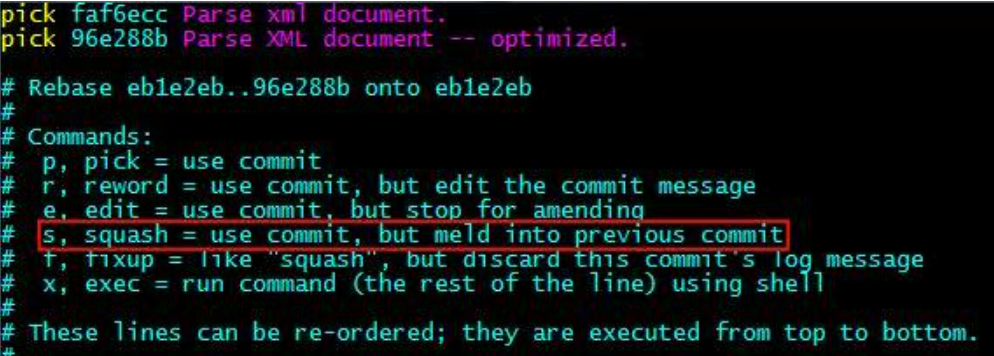 pick faf6ecc Parse xml document.
pick 96e288b Parse XML document -- optimized.
# Rebase eb1e2eb..96e288b onto eb1e2eb
#
# Commands:
#  p, pick = use commit
#  r, reword = use commit, but edit the commit message
#  e, edit = use commit, but stop for amending
#  s, squash = use commit, but meld into previous commit
#  f, fixup = like "squash", but discard this commit's log message
#  x, exec = run command (the rest of the line) using shell
#
# These lines can be re-ordered; they are executed from top to bottom.
#